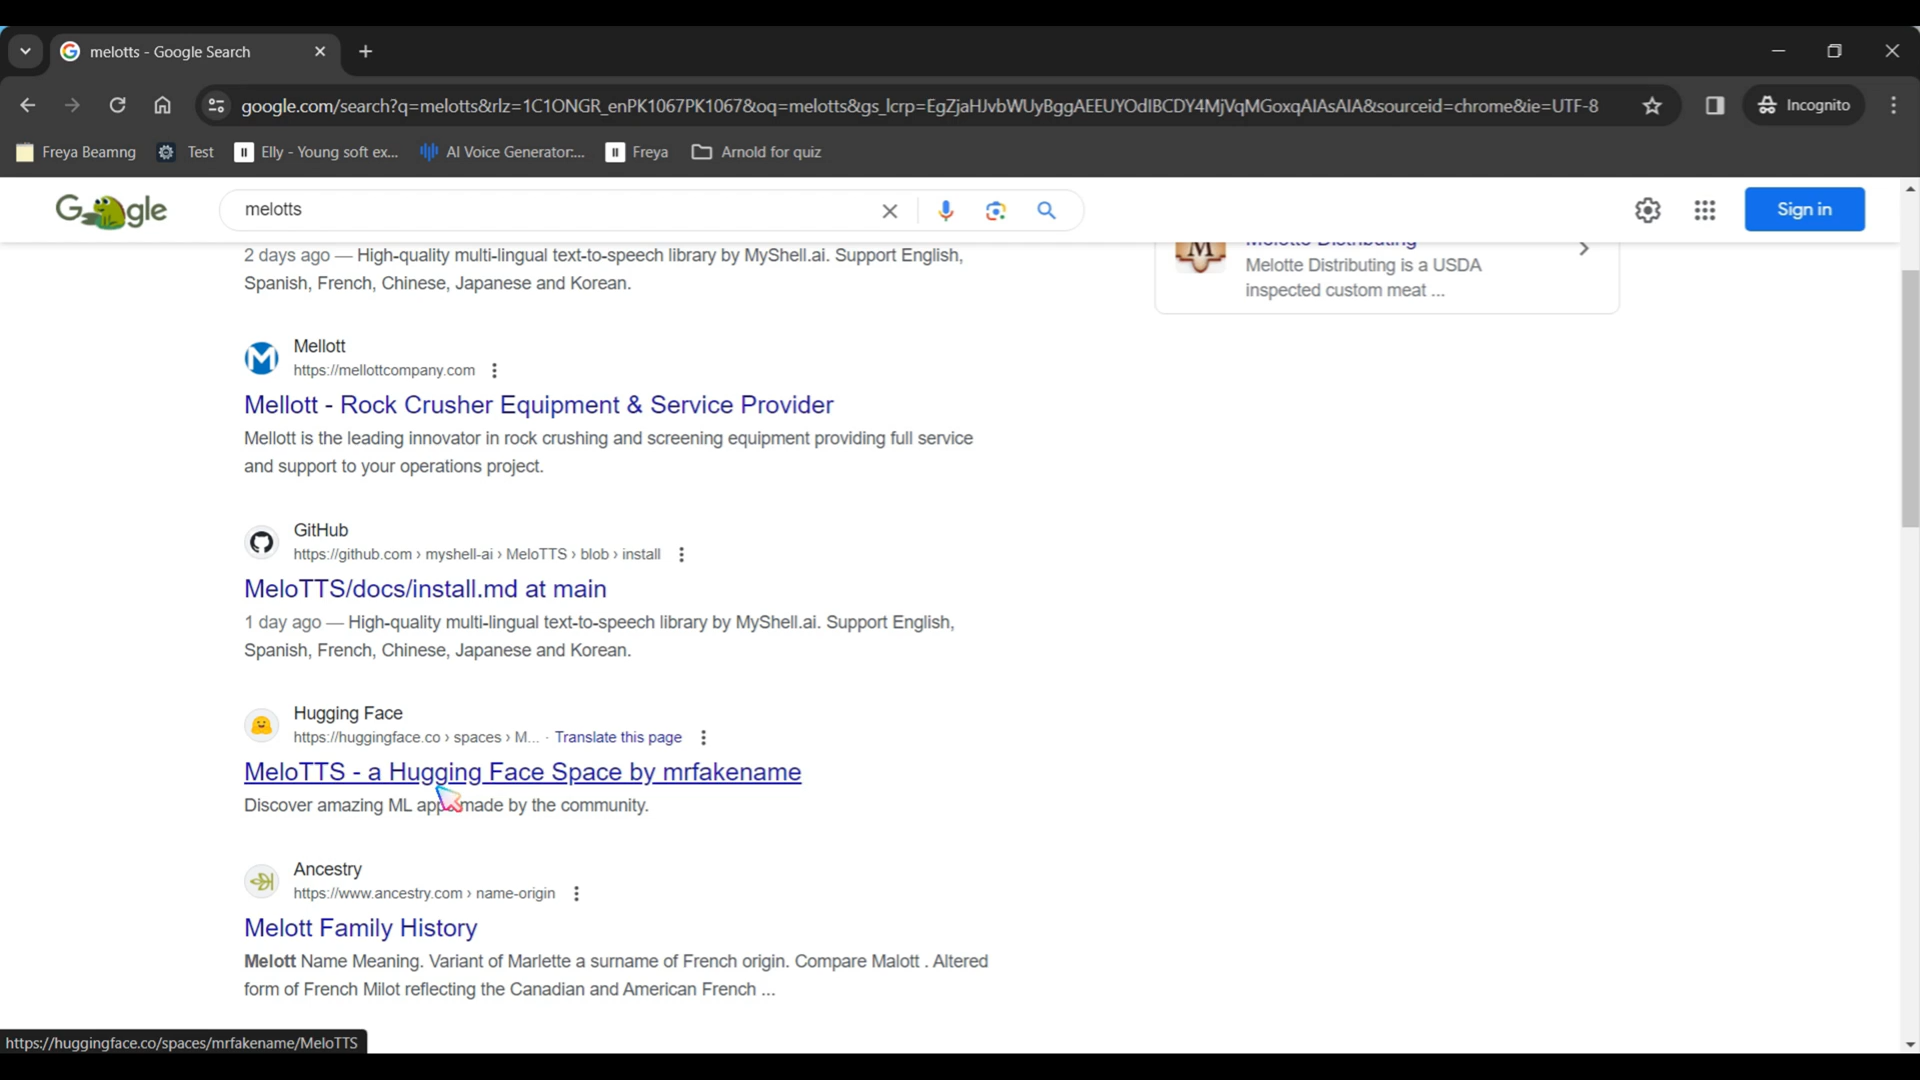 melotts - Google Search
google.com/search?q=melotts&rlz=1C1ONGR_enPK1067PK1067&oq=melotts&gs_lcrp=EgZjaHJvbWUyBggAEEUYOdIBCDY4MjVqMGoxqAIAsAIA&sourceid=chrome&ie=UTF-8
Incognito
Freya Beamng
Test
Elly - Young soft ex...
AI Voice Generator:...
Freya
Arnold for quiz
Google
melotts
Sign in
2 days ago — High-quality multi-lingual text-to-speech library by MyShell.ai. Support English,
Spanish, French, Chinese, Japanese and Korean.
Melotte Distributing
Melotte Distributing is a USDA
inspected custom meat ...
Mellott
https://mellottcompany.com
Mellott - Rock Crusher Equipment & Service Provider
Mellott is the leading innovator in rock crushing and screening equipment providing full service
and support to your operations project.
GitHub
https://github.com › myshell-ai › MeloTTS › blob › install
MeloTTS/docs/install.md at main
1 day ago — High-quality multi-lingual text-to-speech library by MyShell.ai. Support English,
Spanish, French, Chinese, Japanese and Korean.
Hugging Face
https://huggingface.co › spaces › M... · Translate this page
MeloTTS - a Hugging Face Space by mrfakename
Discover amazing ML apps made by the community.
Ancestry
https://www.ancestry.com › name-origin
Melott Family History
Melott Name Meaning. Variant of Marlette a surname of French origin. Compare Malott . Altered
form of French Milot reflecting the Canadian and American French ...
https://huggingface.co/spaces/mrfakename/MeloTTS